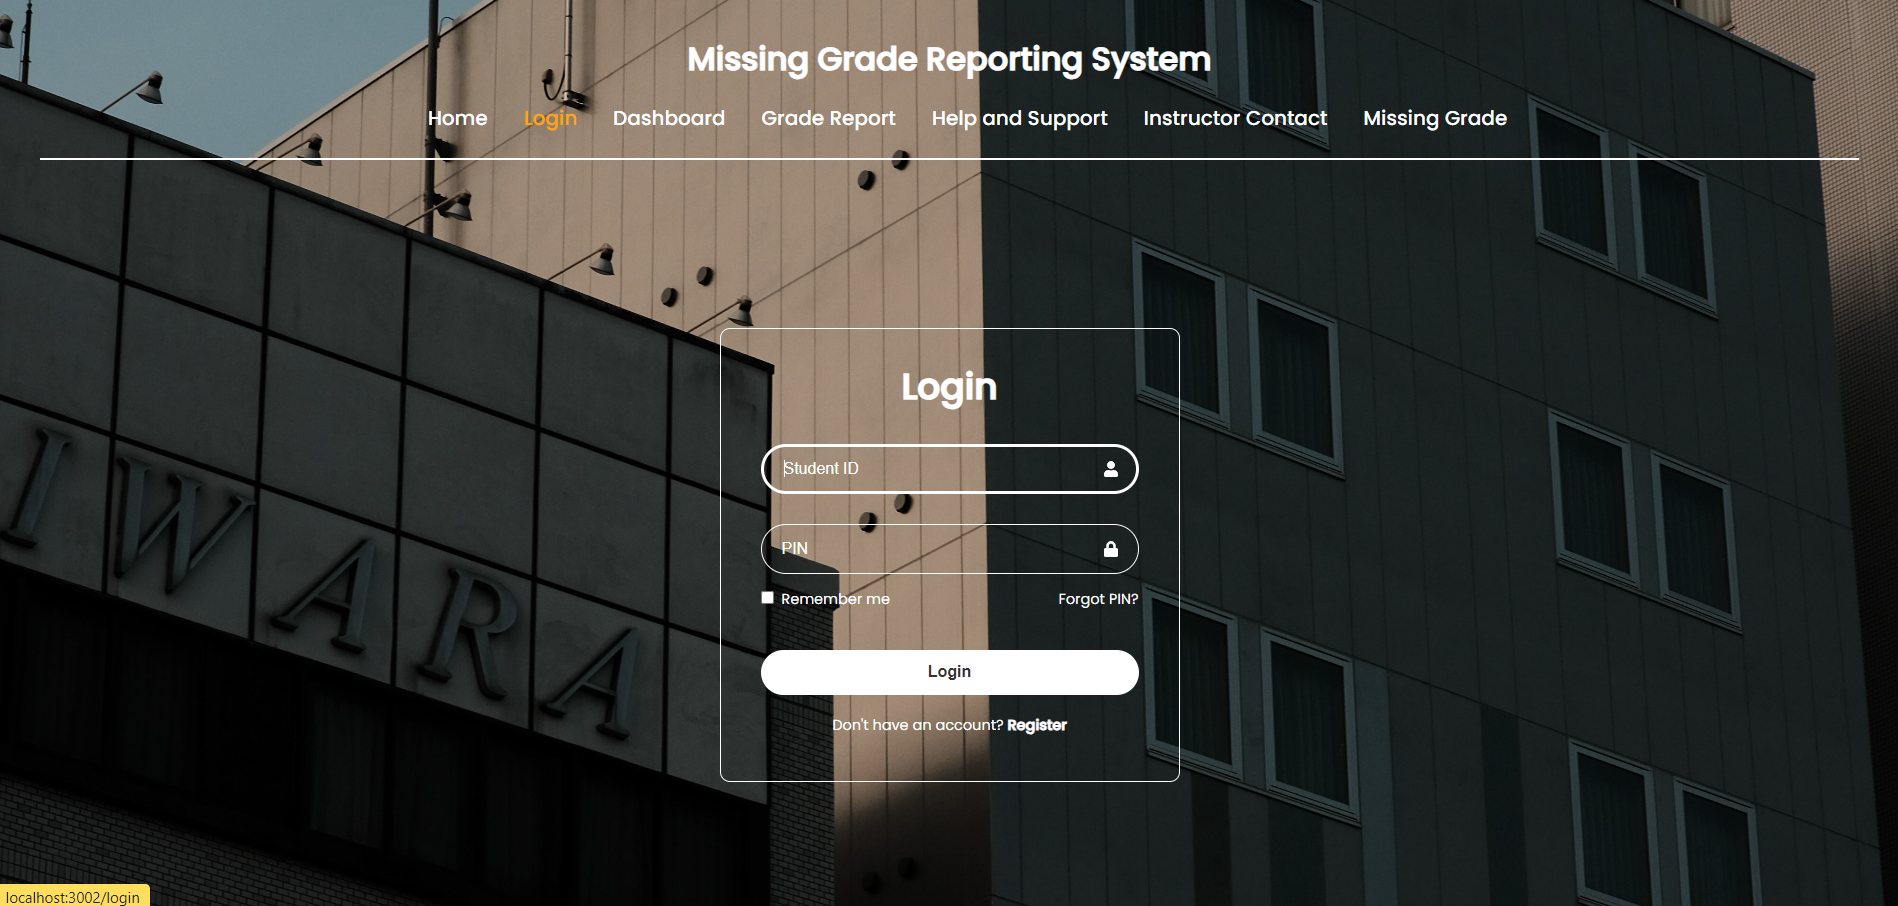 Missing Grade Reporting System
Home Login Dashboard Grade Report Help and Support Instructor Contact Missing Grade
Login
Student ID
PIN
Remember me Forgot PIN?
Login
Don't have an account? Register
IWARA
localhost:3002/login